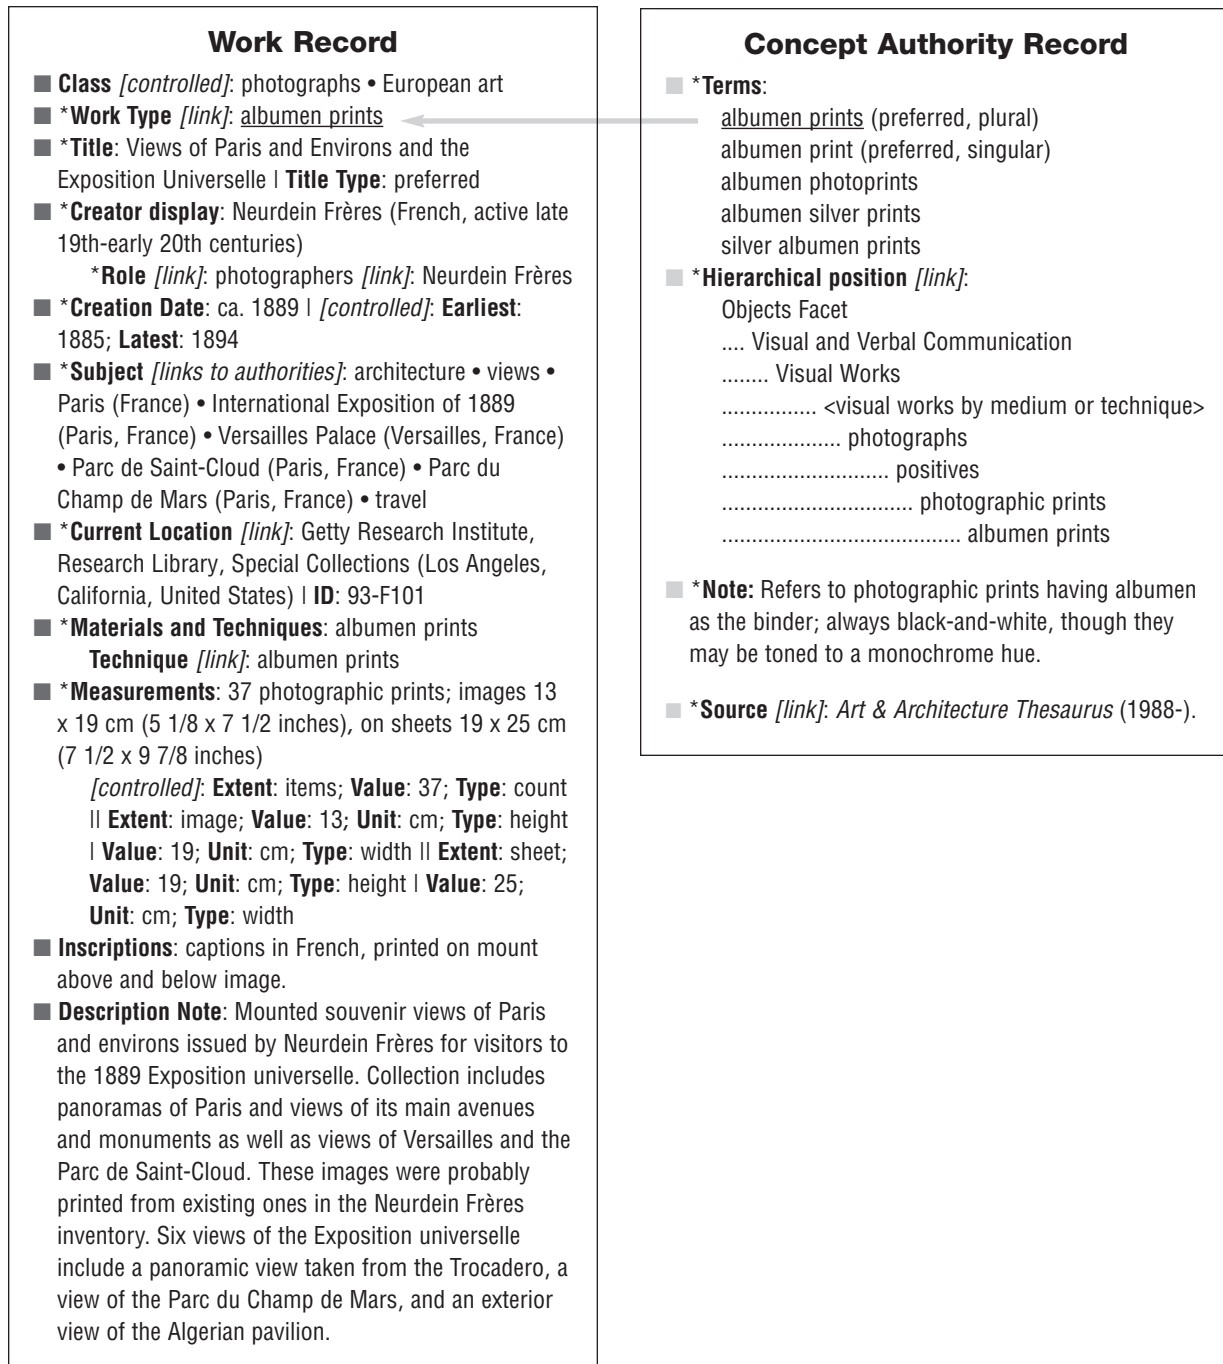 Work Record
■ Class [controlled]: photographs • European art
■ *Work Type [link]: albumen prints
■ *Title: Views of Paris and Environs and the
Exposition Universelle | Title Type: preferred
■ *Creator display: Neurdein Frères (French, active late
19th-early 20th centuries)
*Role [link]: photographers [link]: Neurdein Frères
■ *Creation Date: ca. 1889 | [controlled]: Earliest:
1885; Latest: 1894
■ *Subject [links to authorities]: architecture • views •
Paris (France) • International Exposition of 1889
(Paris, France) • Versailles Palace (Versailles, France)
• Parc de Saint-Cloud (Paris, France) • Parc du
Champ de Mars (Paris, France) • travel
■ *Current Location [link]: Getty Research Institute,
Research Library, Special Collections (Los Angeles,
California, United States) | ID: 93-F101
■ *Materials and Techniques: albumen prints
Technique [link]: albumen prints
■ *Measurements: 37 photographic prints; images 13
x 19 cm (5 1/8 x 7 1/2 inches), on sheets 19 x 25 cm
(7 1/2 x 9 7/8 inches)
[controlled]: Extent: items; Value: 37; Type: count
|| Extent: image; Value: 13; Unit: cm; Type: height
| Value: 19; Unit: cm; Type: width || Extent: sheet;
Value: 19; Unit: cm; Type: height | Value: 25;
Unit: cm; Type: width
■ Inscriptions: captions in French, printed on mount
above and below image.
■ Description Note: Mounted souvenir views of Paris
and environs issued by Neurdein Frères for visitors to
the 1889 Exposition universelle. Collection includes
panoramas of Paris and views of its main avenues
and monuments as well as views of Versailles and the
Parc de Saint-Cloud. These images were probably
printed from existing ones in the Neurdein Frères
inventory. Six views of the Exposition universelle
include a panoramic view taken from the Trocadero, a
view of the Parc du Champ de Mars, and an exterior
view of the Algerian pavilion.
Concept Authority Record
■ *Terms:
albumen prints (preferred, plural)
albumen print (preferred, singular)
albumen photoprints
albumen silver prints
silver albumen prints
■ *Hierarchical position [link]:
Objects Facet
.... Visual and Verbal Communication
........ Visual Works
................ <visual works by medium or technique>
.................... photographs
............................ positives
................................ photographic prints
........................................ albumen prints
■ *Note: Refers to photographic prints having albumen
as the binder; always black-and-white, though they
may be toned to a monochrome hue.
■ *Source [link]: Art & Architecture Thesaurus (1988-).